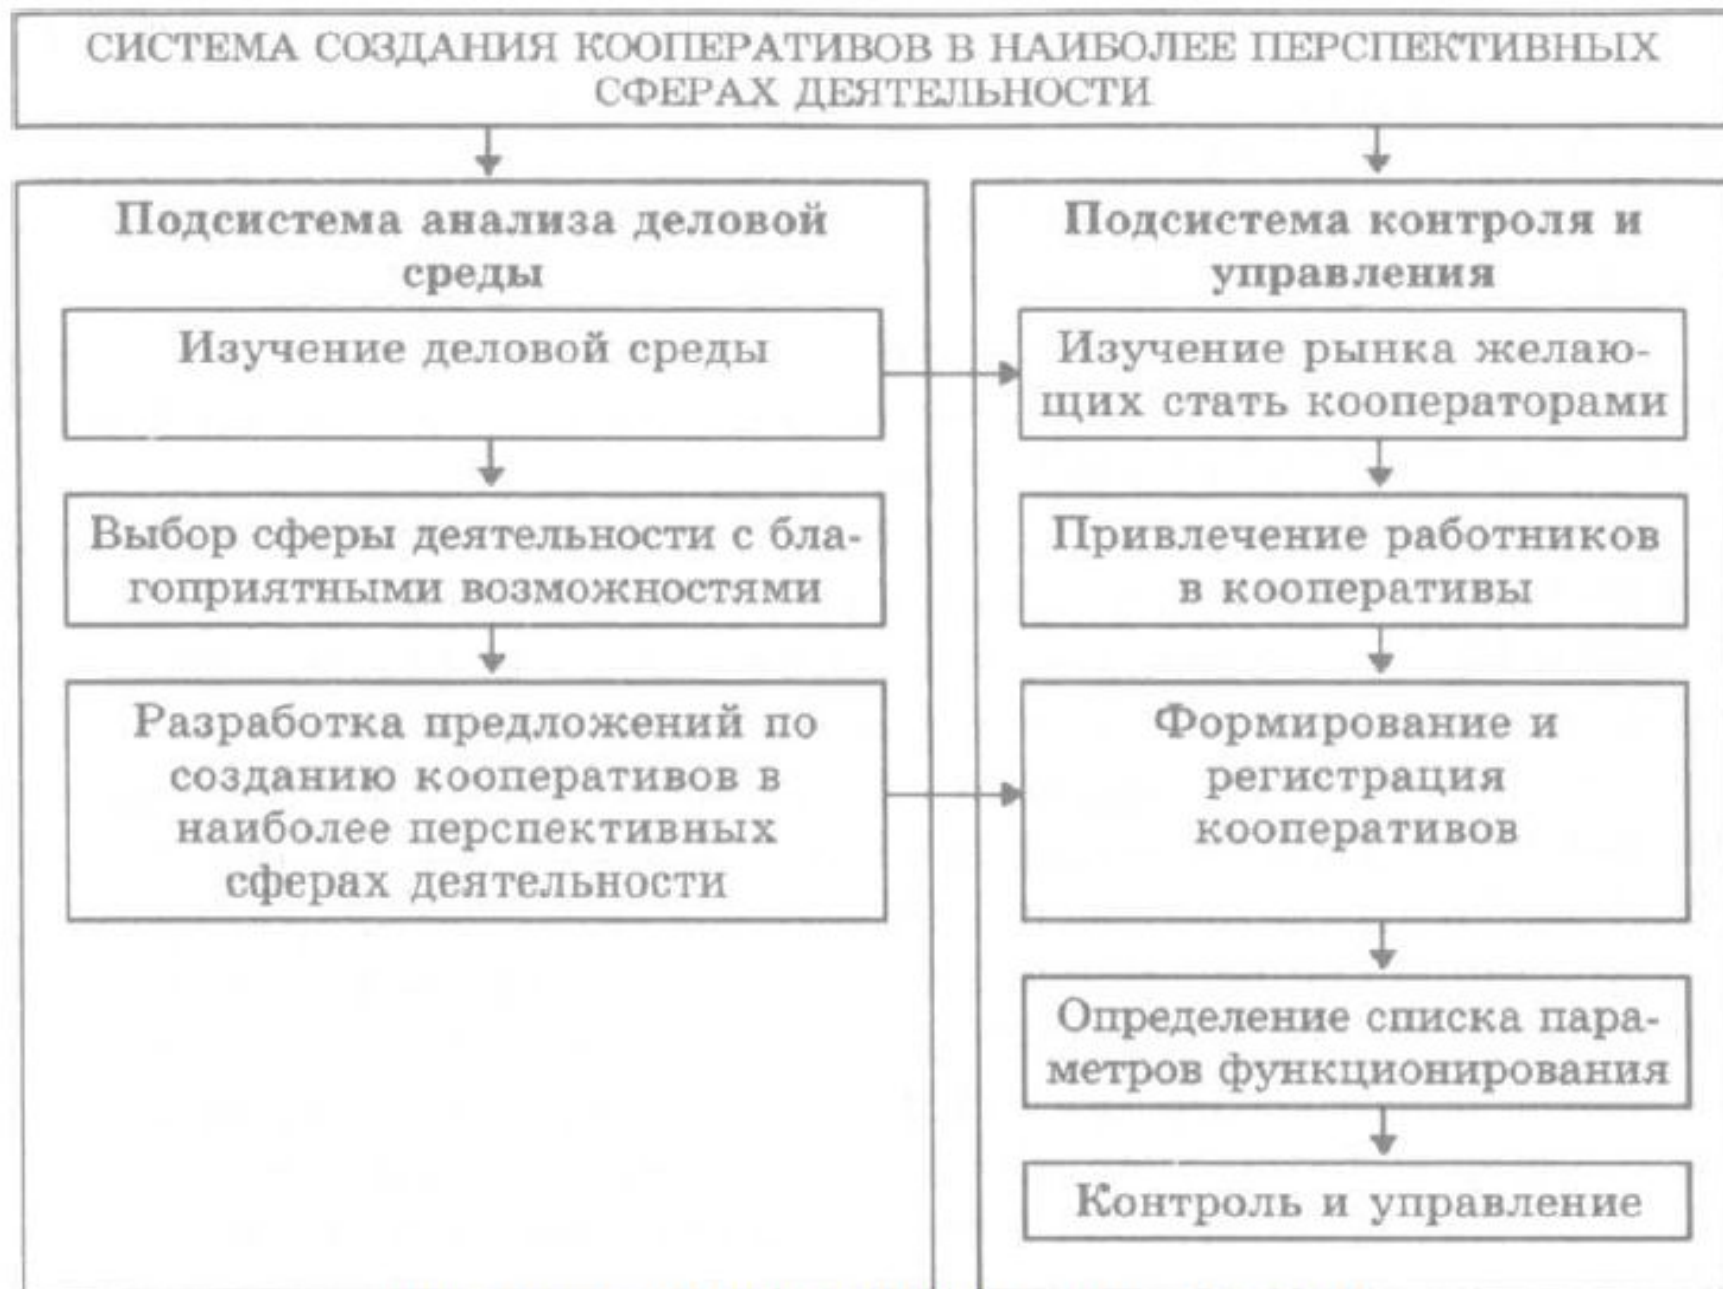 СИСТЕМА СОЗДАНИЯ КООПЕРАТИВОВ В НАИБОЛЕЕ ПЕРСПЕКТИВНЫХ
СФЕРАХ ДЕЯТЕЛЬНОСТИ
Подсистема анализа деловой
среды
Изучение деловой среды
Выбор сферы деятельности с бла-
гоприятными возможностями
Разработка предложений по
созданию кооперативов в
наиболее перспективных
сферах деятельности
Подсистема контроля и
управления
Изучение рынка желаю-
щих стать кооператорами
Привлечение работников
в кооперативы
Формирование и
регистрация
кооперативов
Определение списка пара-
метров функционирования
Контроль и управление